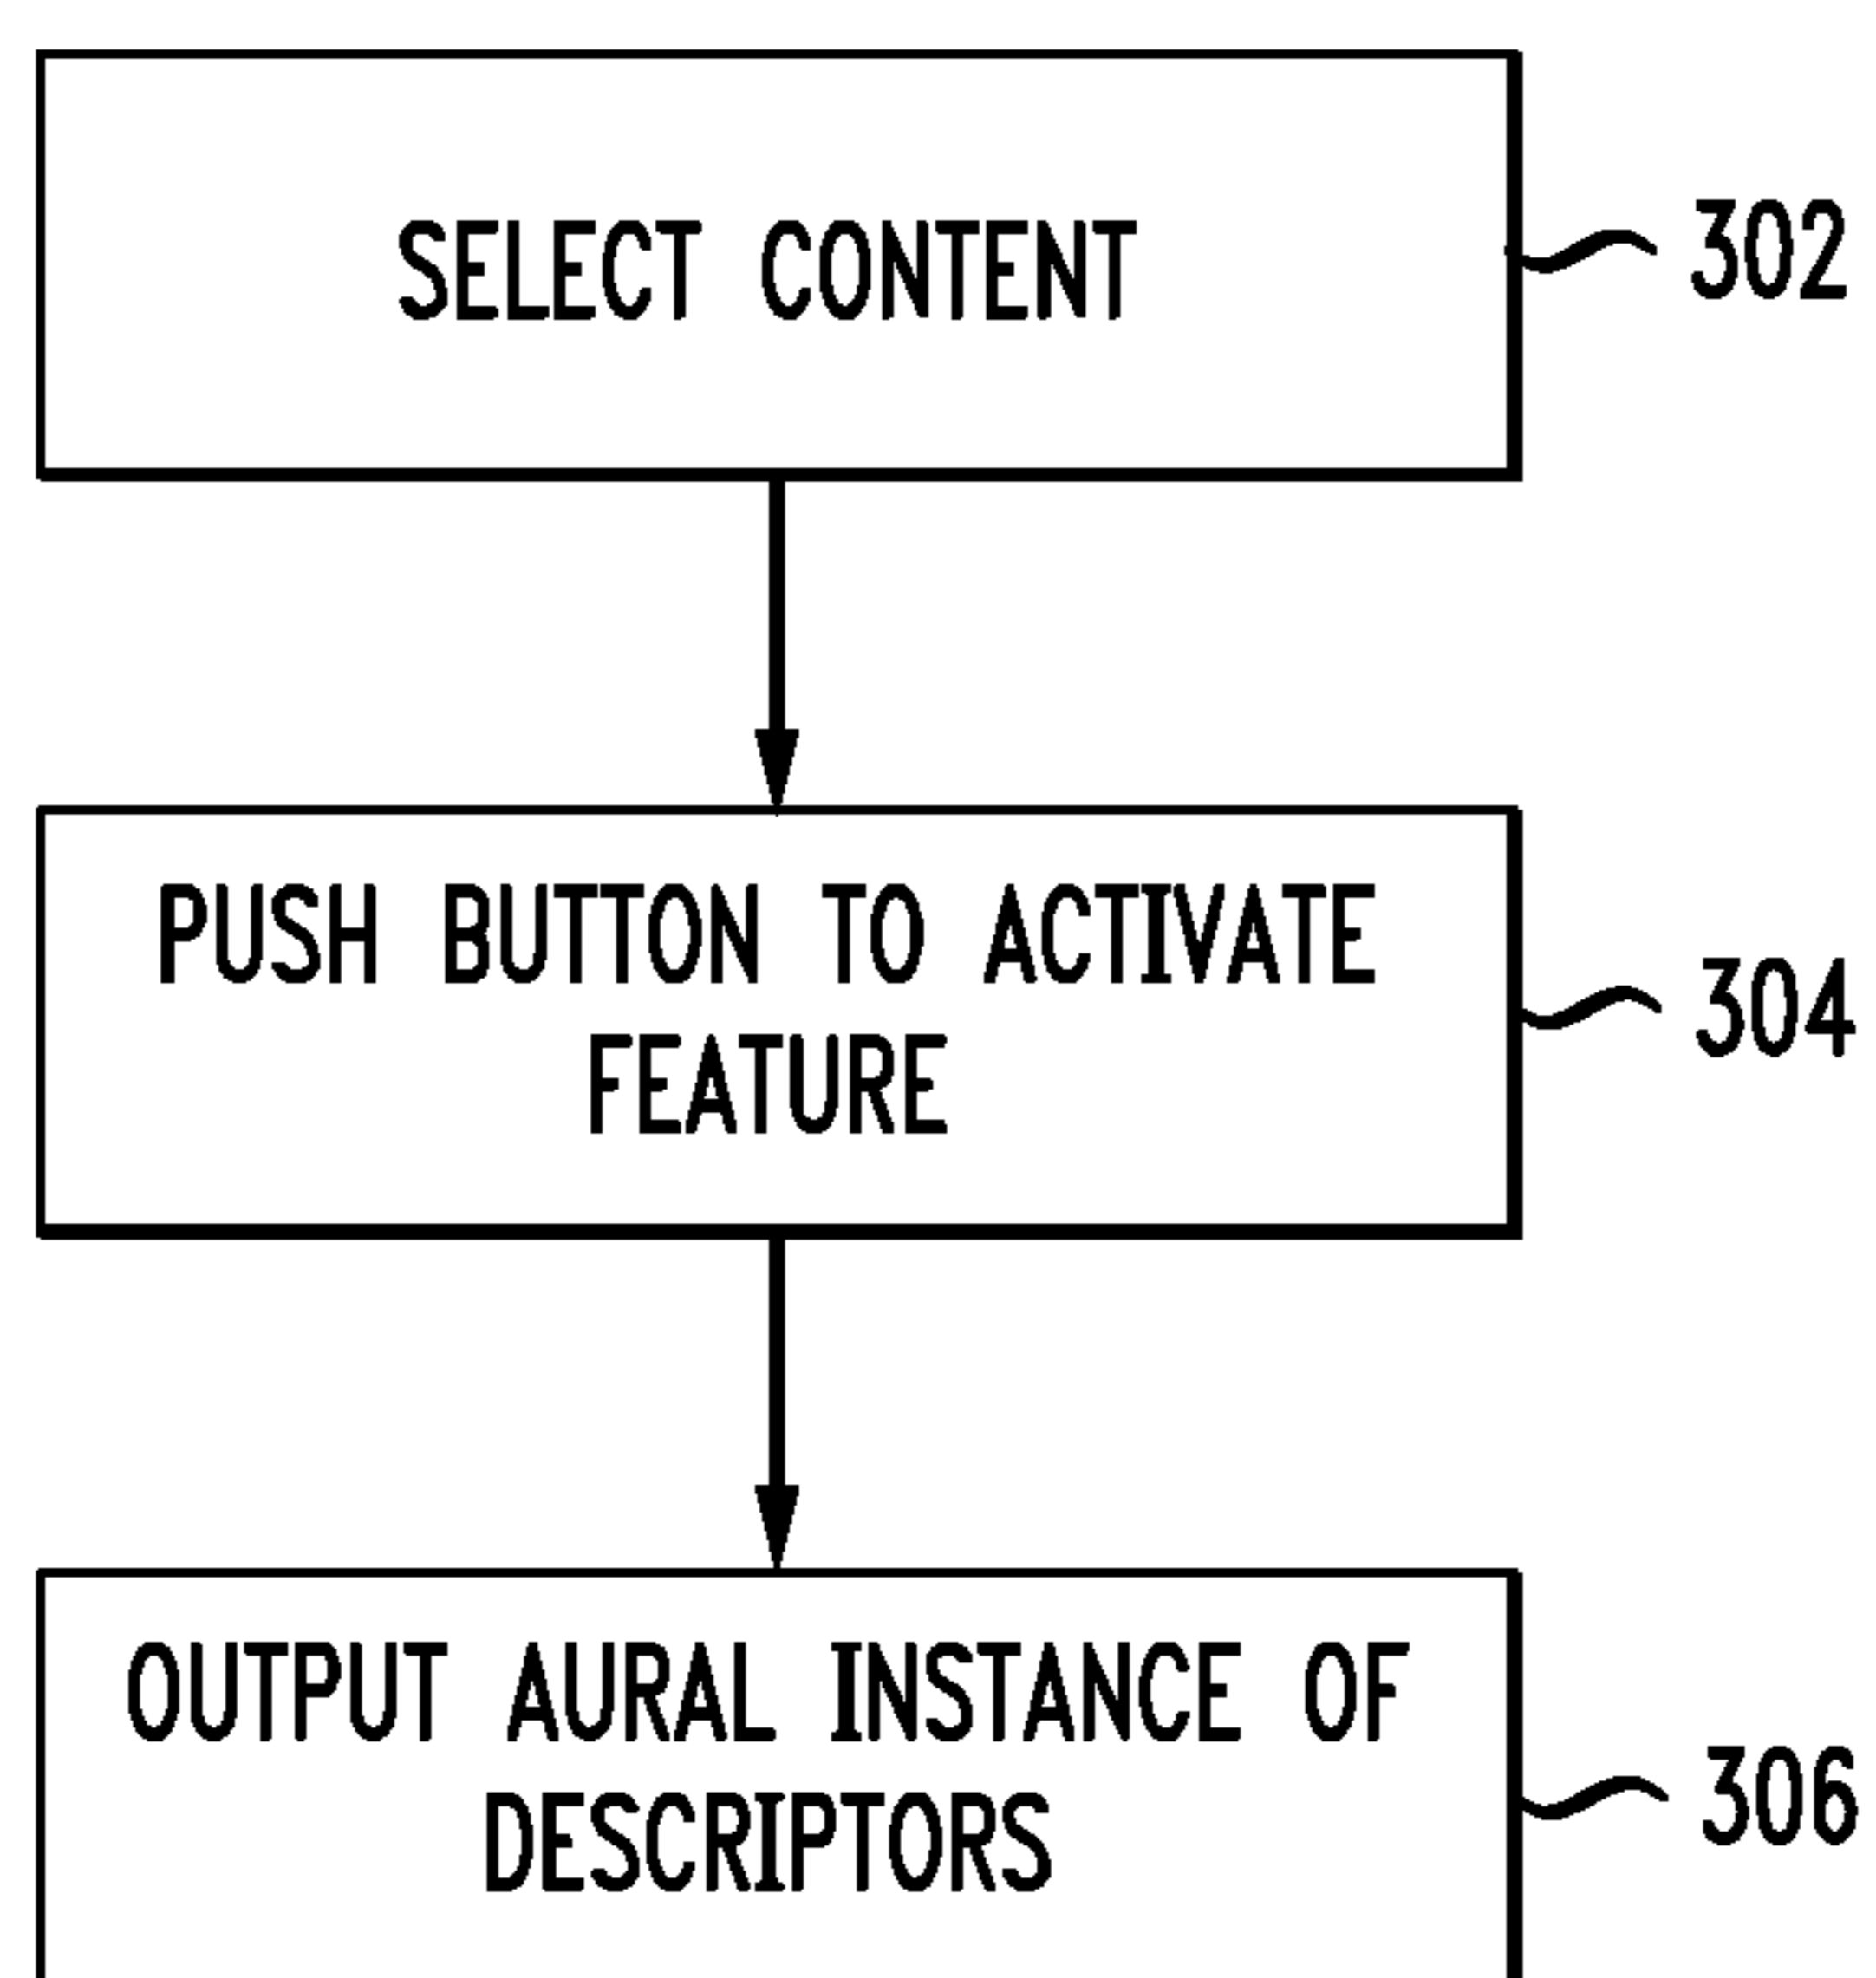 SELECT CONTENT
302
PUSH BUTTON TO ACTIVATE
FEATURE
304
OUTPUT AURAL INSTANCE OF
DESCRIPTORS
306